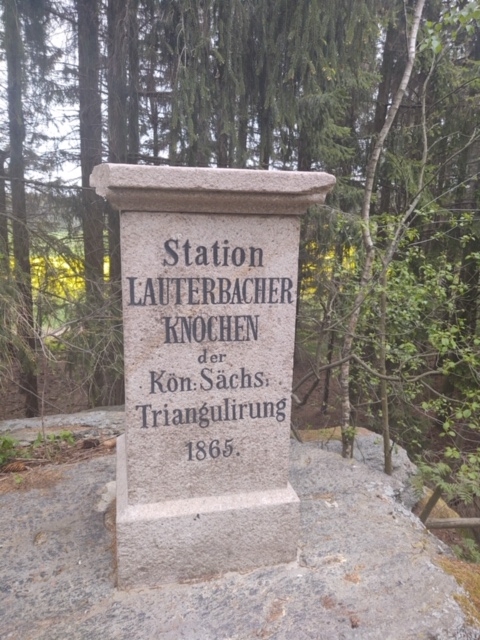 Station
LAUTERBACHER
KNOCHEN
der
Kön: Sächs:
Triangulirung
1865.